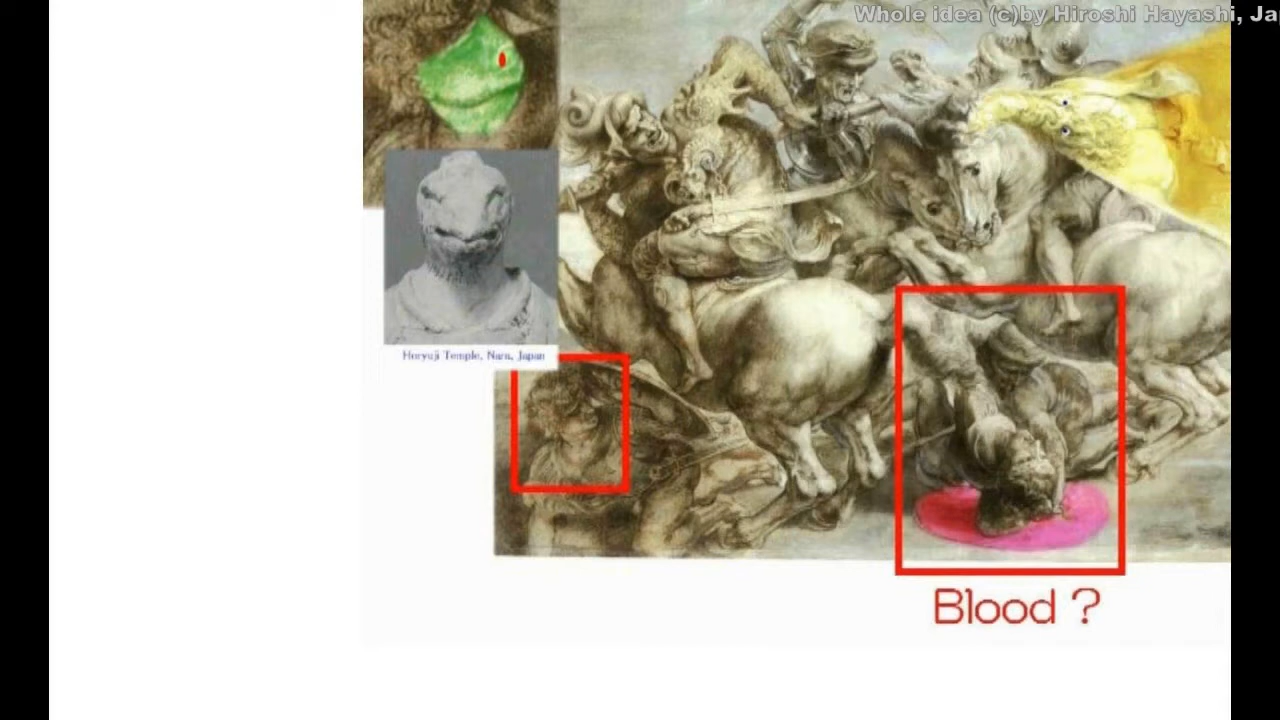 Whole idea (c)by Hiroshi Hayashi, Ja
Horyuji Temple, Nara, Japan
Blood ?